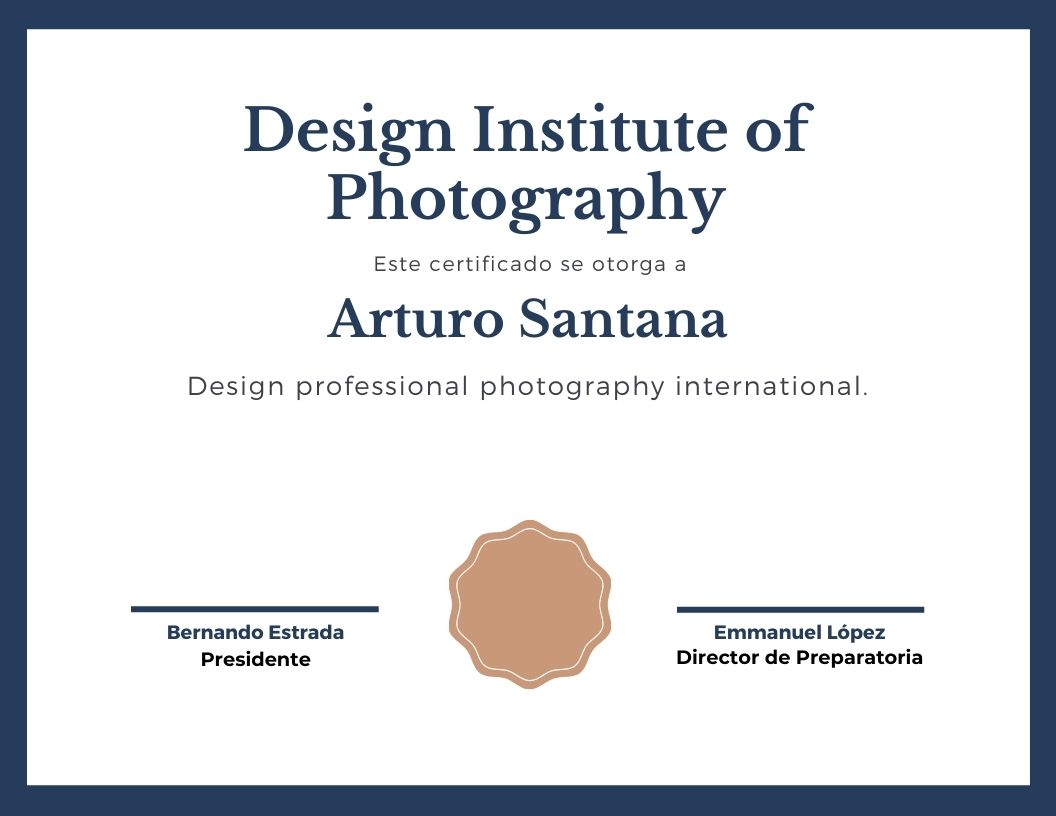 Design Institute of
Photography
Este certificado se otorga a
Arturo Santana
Design professional photography international.
Bernando Estrada
Presidente
Emmanuel López
Director de Preparatoria